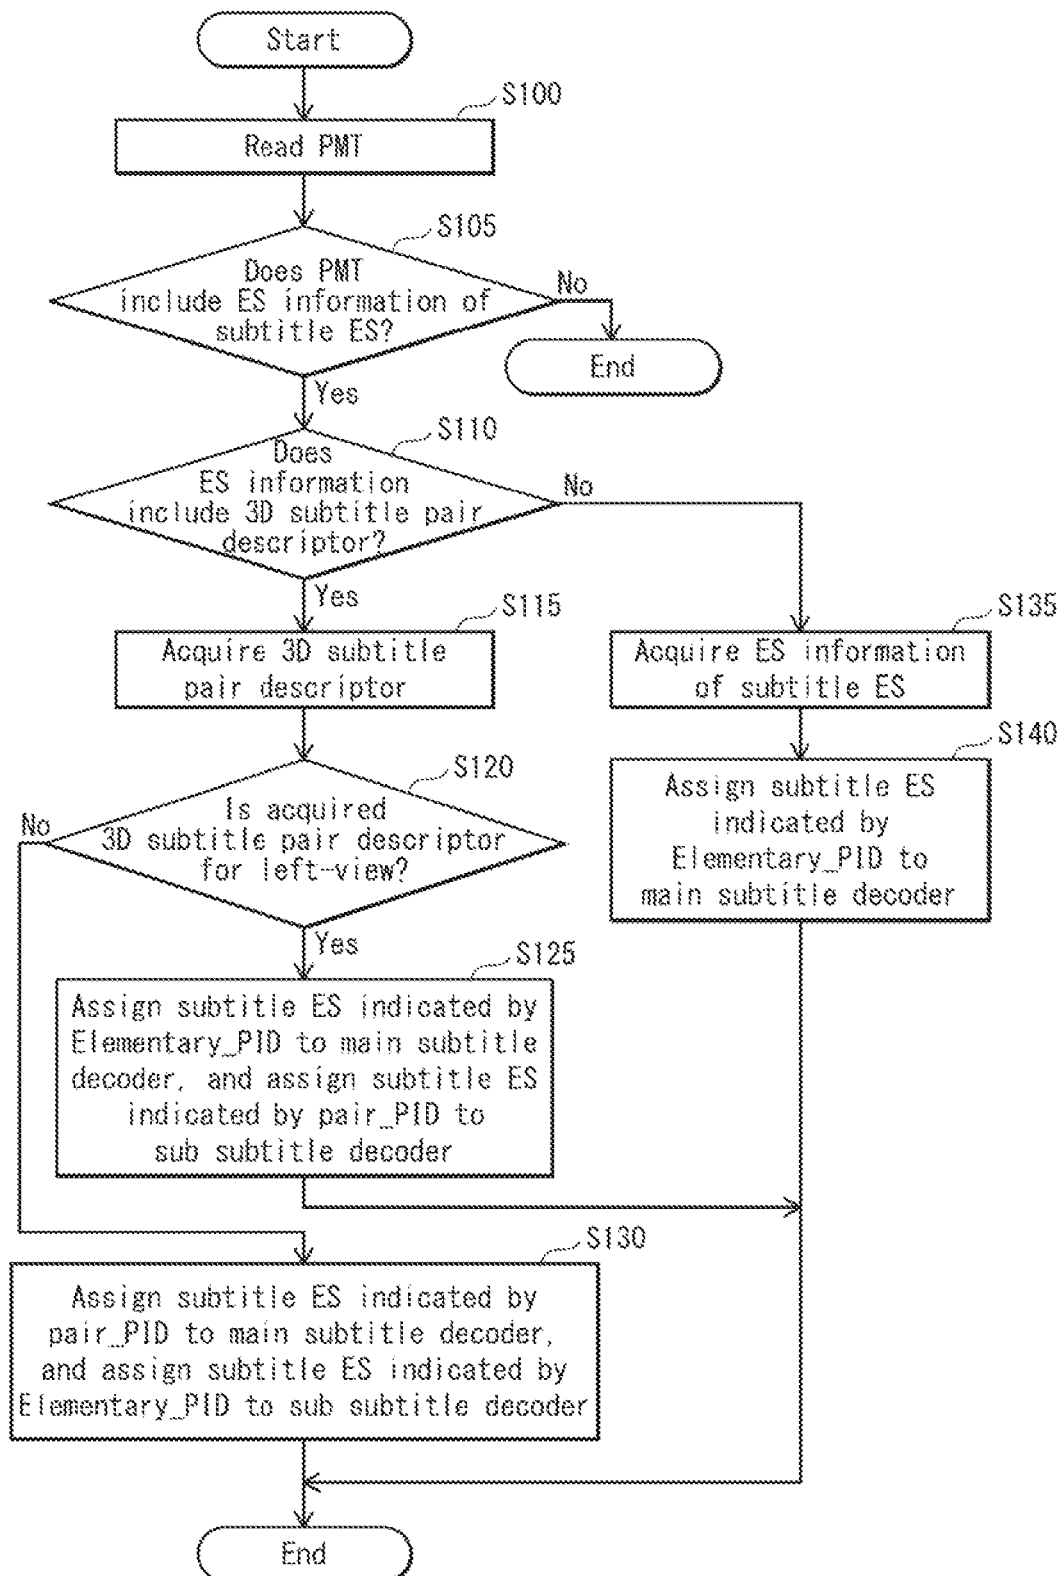 Start
S100
Read PMT
S105
Does PMT
include ES information of
subtitle ES?
No
End
Yes
S110
Does
ES information
include 3D subtitle pair
descriptor?
No
Yes
S115
Acquire 3D subtitle
pair descriptor
S135
Acquire ES information
of subtitle ES
S120
Is acquired
3D subtitle pair descriptor
for left-view?
No
Yes
S140
Assign subtitle ES
indicated by
Elementary_PID to
main subtitle decoder
S125
Assign subtitle ES indicated by
Elementary_PID to main subtitle
decoder, and assign subtitle ES
indicated by pair_PID to
sub subtitle decoder
S130
Assign subtitle ES indicated by
pair_PID to main subtitle decoder,
and assign subtitle ES indicated by
Elementary_PID to sub subtitle decoder
End